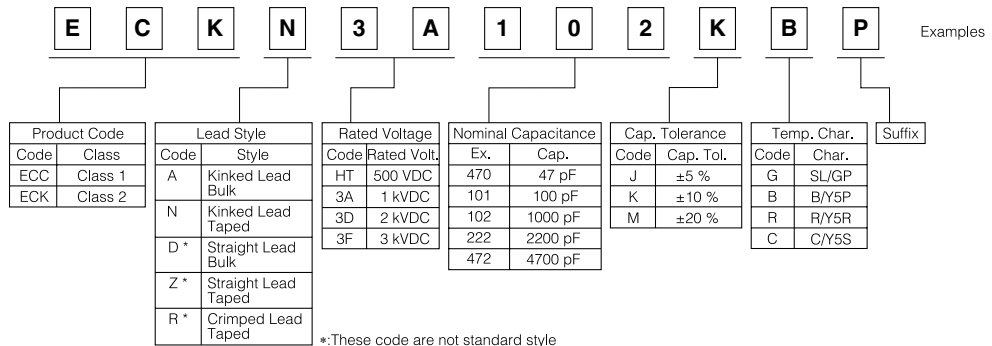 E C K N 3 A 1 0 2 K B P Examples
Product Code
Code Class
ECC Class 1
ECK Class 2
Lead Style
Code Style
A Kinked Lead
Bulk
N Kinked Lead
Taped
D * Straight Lead
Bulk
Z * Straight Lead
Taped
R * Crimped Lead
Taped
Rated Voltage
Code Rated Volt.
HT 500 VDC
3A 1 kVDC
3D 2 kVDC
3F 3 kVDC
Nominal Capacitance
Ex. Cap.
470 47 pF
101 100 pF
102 1000 pF
222 2200 pF
472 4700 pF
Cap. Tolerance
Code Cap. Tol.
J ±5 %
K ±10 %
M ±20 %
Temp. Char.
Code Char.
G SL/GP
B B/Y5P
R R/Y5R
C C/Y5S
Suffix
*:These code are not standard style